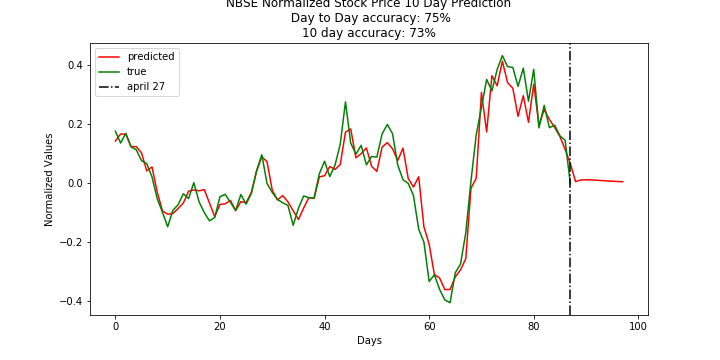 NBSE Normalized Stock Price 10 Day Prediction
Day to Day accuracy: 75%
10 day accuracy: 73%
predicted
true
april 27
Normalized Values
0.4
0.2
0.0
−0.2
−0.4
0
20
40
60
80
100
Days